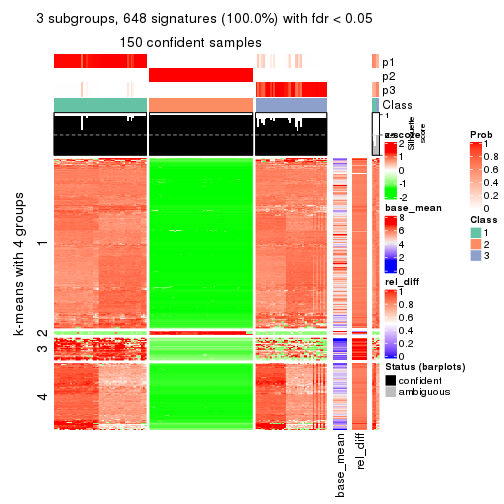 3 subgroups, 648 signatures (100.0%) with fdr < 0.05
150 confident samples
p1
p2
p3
Class
1
Silhouette
score
k-means with 4 groups
1
2
3
4
base_mean
rel_diff
z-score
2
1
0
-1
-2
base_mean
8
6
4
2
0
rel_diff
1
0.8
0.6
0.4
0.2
0
Status (barplots)
confident
ambiguous
Prob
1
0.8
0.6
0.4
0.2
0
Class
1
2
3